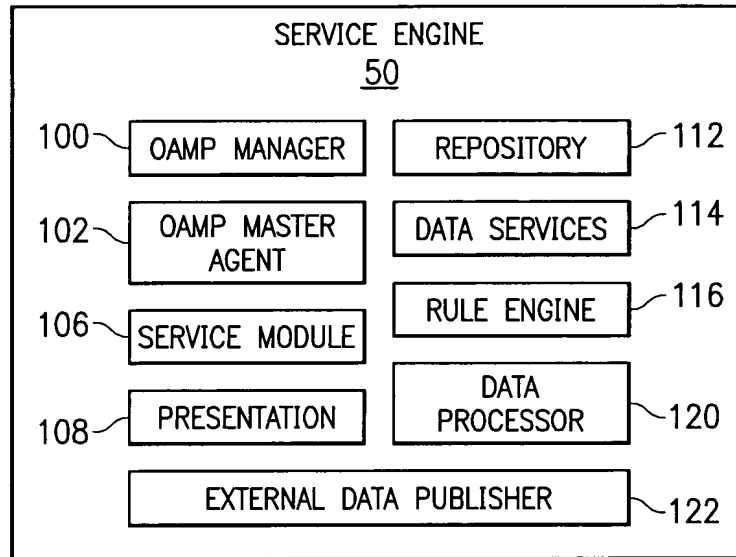 SERVICE ENGINE
50
100
OAMP MANAGER
REPOSITORY
112
102
OAMP MASTER
AGENT
DATA SERVICES
114
106
SERVICE MODULE
RULE ENGINE
116
108
PRESENTATION
DATA
PROCESSOR
120
EXTERNAL DATA PUBLISHER
122